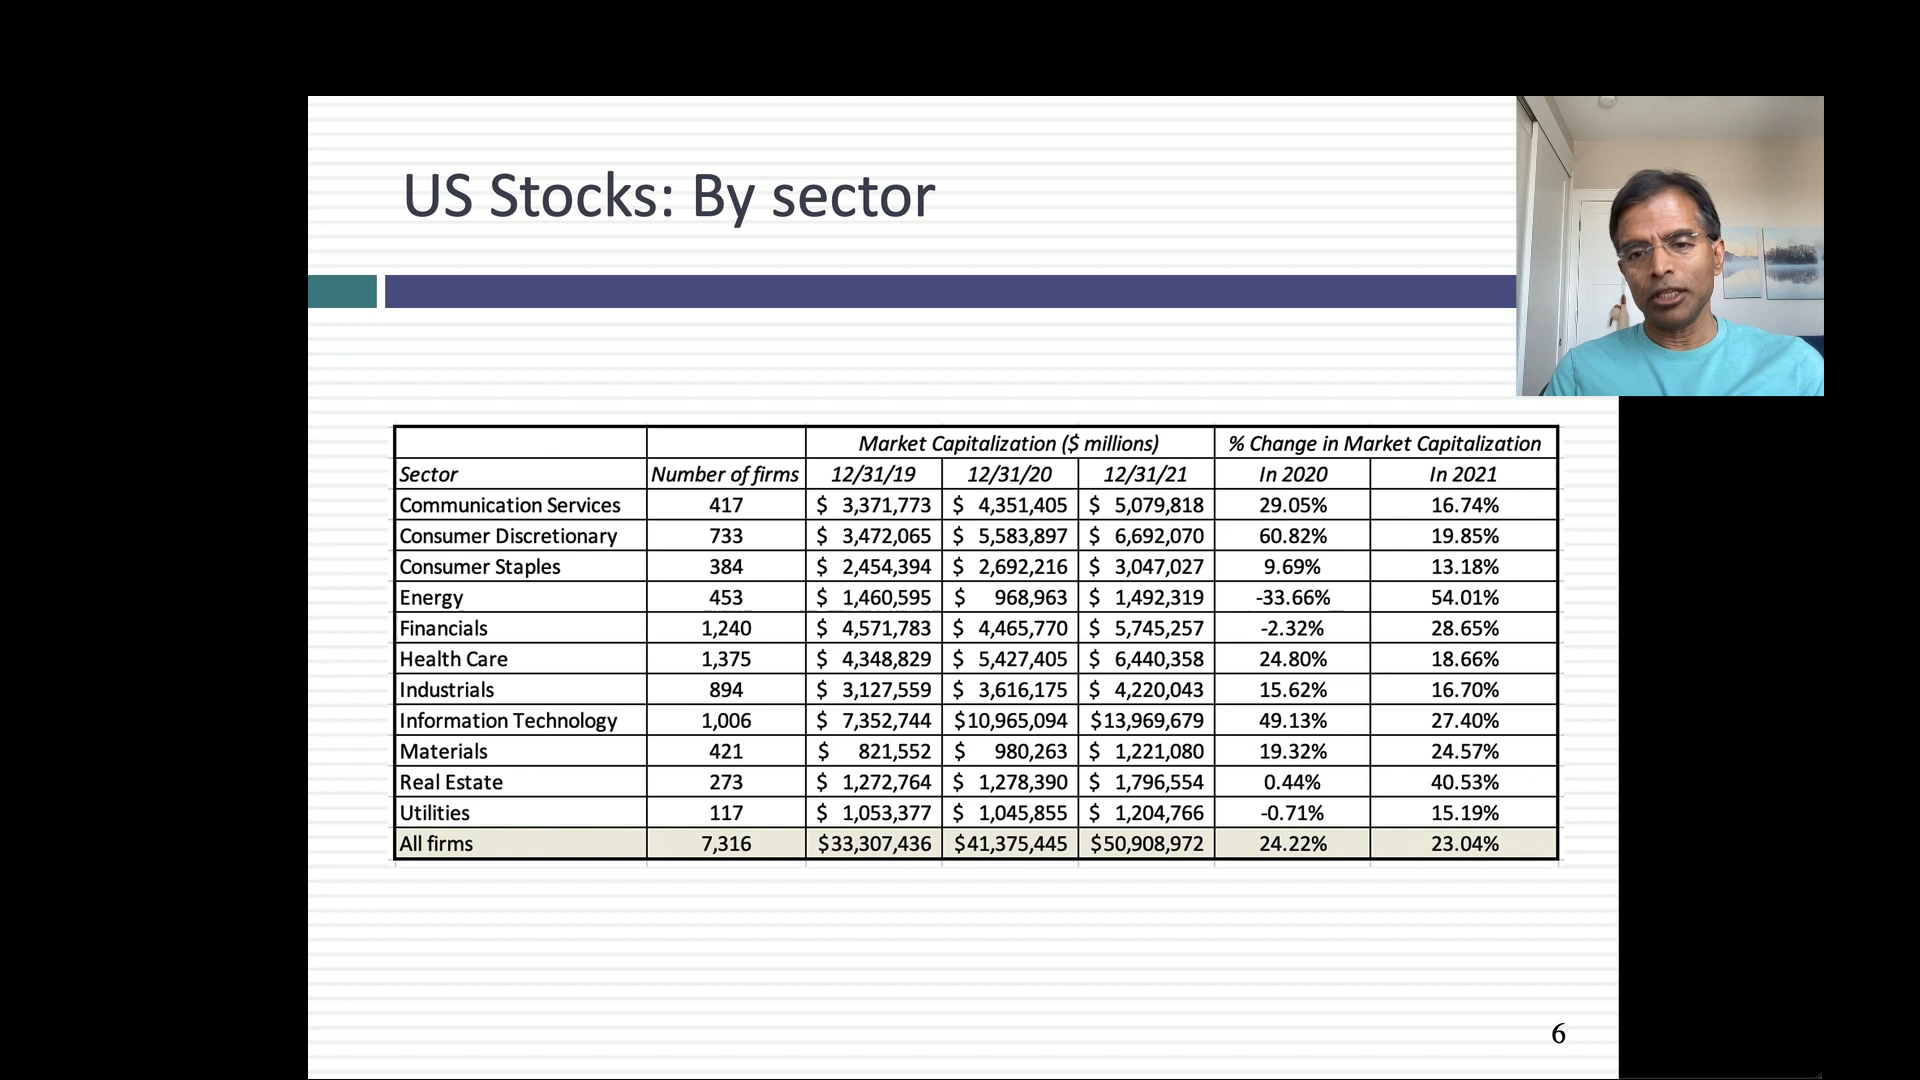 US Stocks: By sector
Market Capitalization ($ millions) % Change in Market Capitalization
Sector Number of firms 12/31/19 12/31/20 12/31/21 In 2020 In 2021
Communication Services 417 $ 3,371,773 $ 4,351,405 $ 5,079,818 29.05% 16.74%
Consumer Discretionary 733 $ 3,472,065 $ 5,583,897 $ 6,692,070 60.82% 19.85%
Consumer Staples 384 $ 2,454,394 $ 2,692,216 $ 3,047,027 9.69% 13.18%
Energy 453 $ 1,460,595 $ 968,963 $ 1,492,319 -33.66% 54.01%
Financials 1,240 $ 4,571,783 $ 4,465,770 $ 5,745,257 -2.32% 28.65%
Health Care 1,375 $ 4,348,829 $ 5,427,405 $ 6,440,358 24.80% 18.66%
Industrials 894 $ 3,127,559 $ 3,616,175 $ 4,220,043 15.62% 16.70%
Information Technology 1,006 $ 7,352,744 $10,965,094 $13,969,679 49.13% 27.40%
Materials 421 $ 821,552 $ 980,263 $ 1,221,080 19.32% 24.57%
Real Estate 273 $ 1,272,764 $ 1,278,390 $ 1,796,554 0.44% 40.53%
Utilities 117 $ 1,053,377 $ 1,045,855 $ 1,204,766 -0.71% 15.19%
All firms 7,316 $33,307,436 $41,375,445 $50,908,972 24.22% 23.04%
6